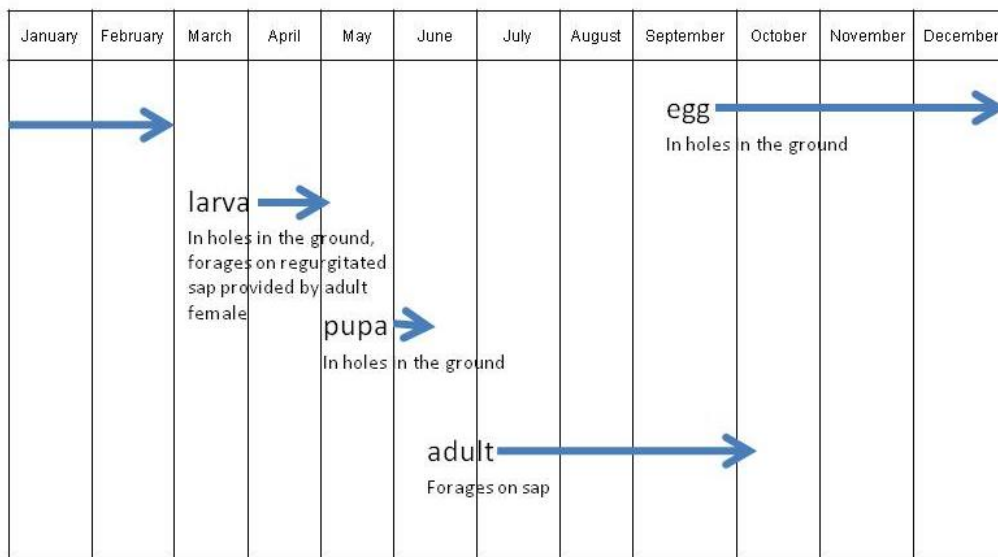 January February March April May June July August September October November December
egg
In holes in the ground
larva
In holes in the ground,
forages on regurgitated
sap provided by adult
female
pupa
In holes in the ground
adult
Forages on sap